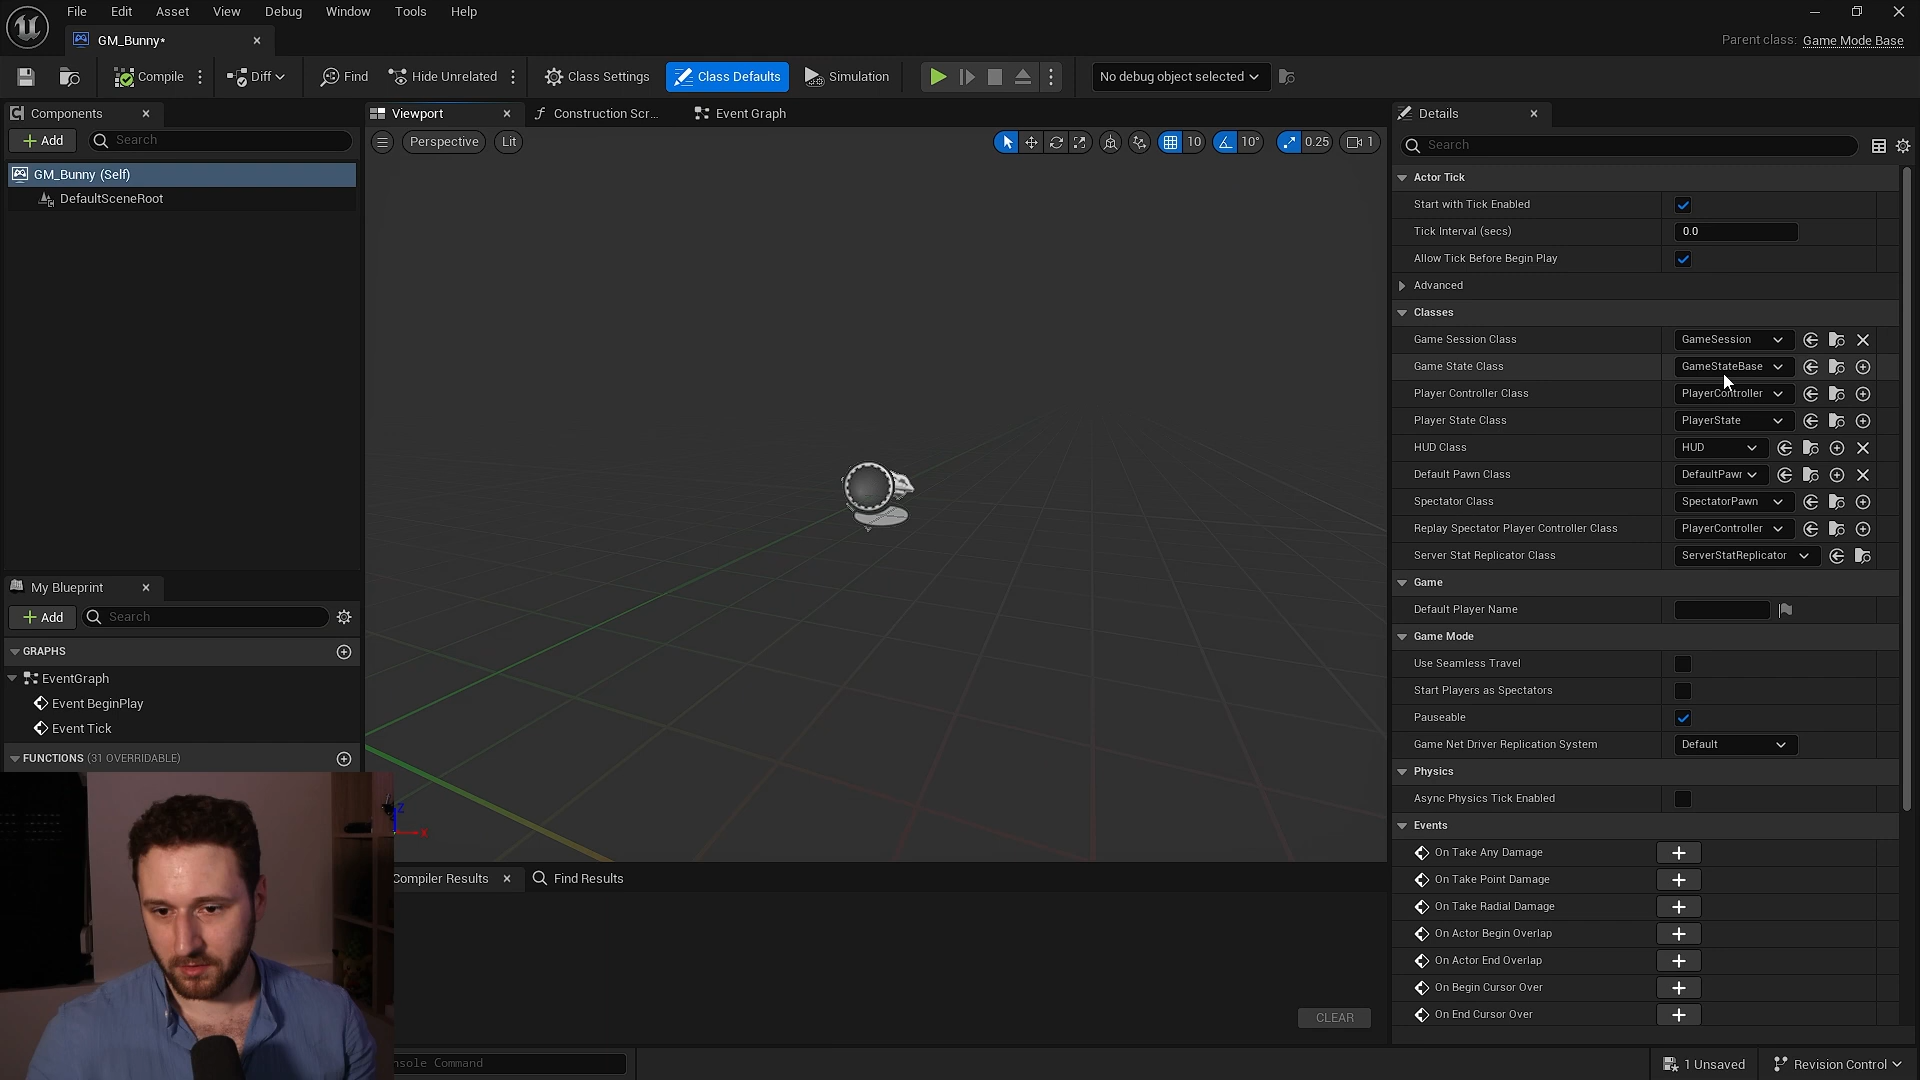 File Edit Asset View Debug Window Tools Help
GM_Bunny•
Parent class: Game Mode Base
Compile Diff Find Hide Unrelated Class Settings Class Defaults Simulation No debug object selected
Components Viewport Construction Scr... Event Graph Details
Add Search Perspective Lit 10 10° 0.25 1 Search
GM_Bunny (Self)
DefaultSceneRoot
My Blueprint
Add Search
GRAPHS
EventGraph
Event BeginPlay
Event Tick
FUNCTIONS (31 OVERRIDABLE)
Z
X
Compiler Results Find Results
CLEAR
nsole Command
Actor Tick
Start with Tick Enabled
Tick Interval (secs) 0.0
Allow Tick Before Begin Play
Advanced
Classes
Game Session Class GameSession
Game State Class GameStateBase
Player Controller Class PlayerController
Player State Class PlayerState
HUD Class HUD
Default Pawn Class DefaultPawn
Spectator Class SpectatorPawn
Replay Spectator Player Controller Class PlayerController
Server Stat Replicator Class ServerStatReplicator
Game
Default Player Name
Game Mode
Use Seamless Travel
Start Players as Spectators
Pauseable
Game Net Driver Replication System Default
Physics
Async Physics Tick Enabled
Events
On Take Any Damage
On Take Point Damage
On Take Radial Damage
On Actor Begin Overlap
On Actor End Overlap
On Begin Cursor Over
On End Cursor Over
1 Unsaved Revision Control